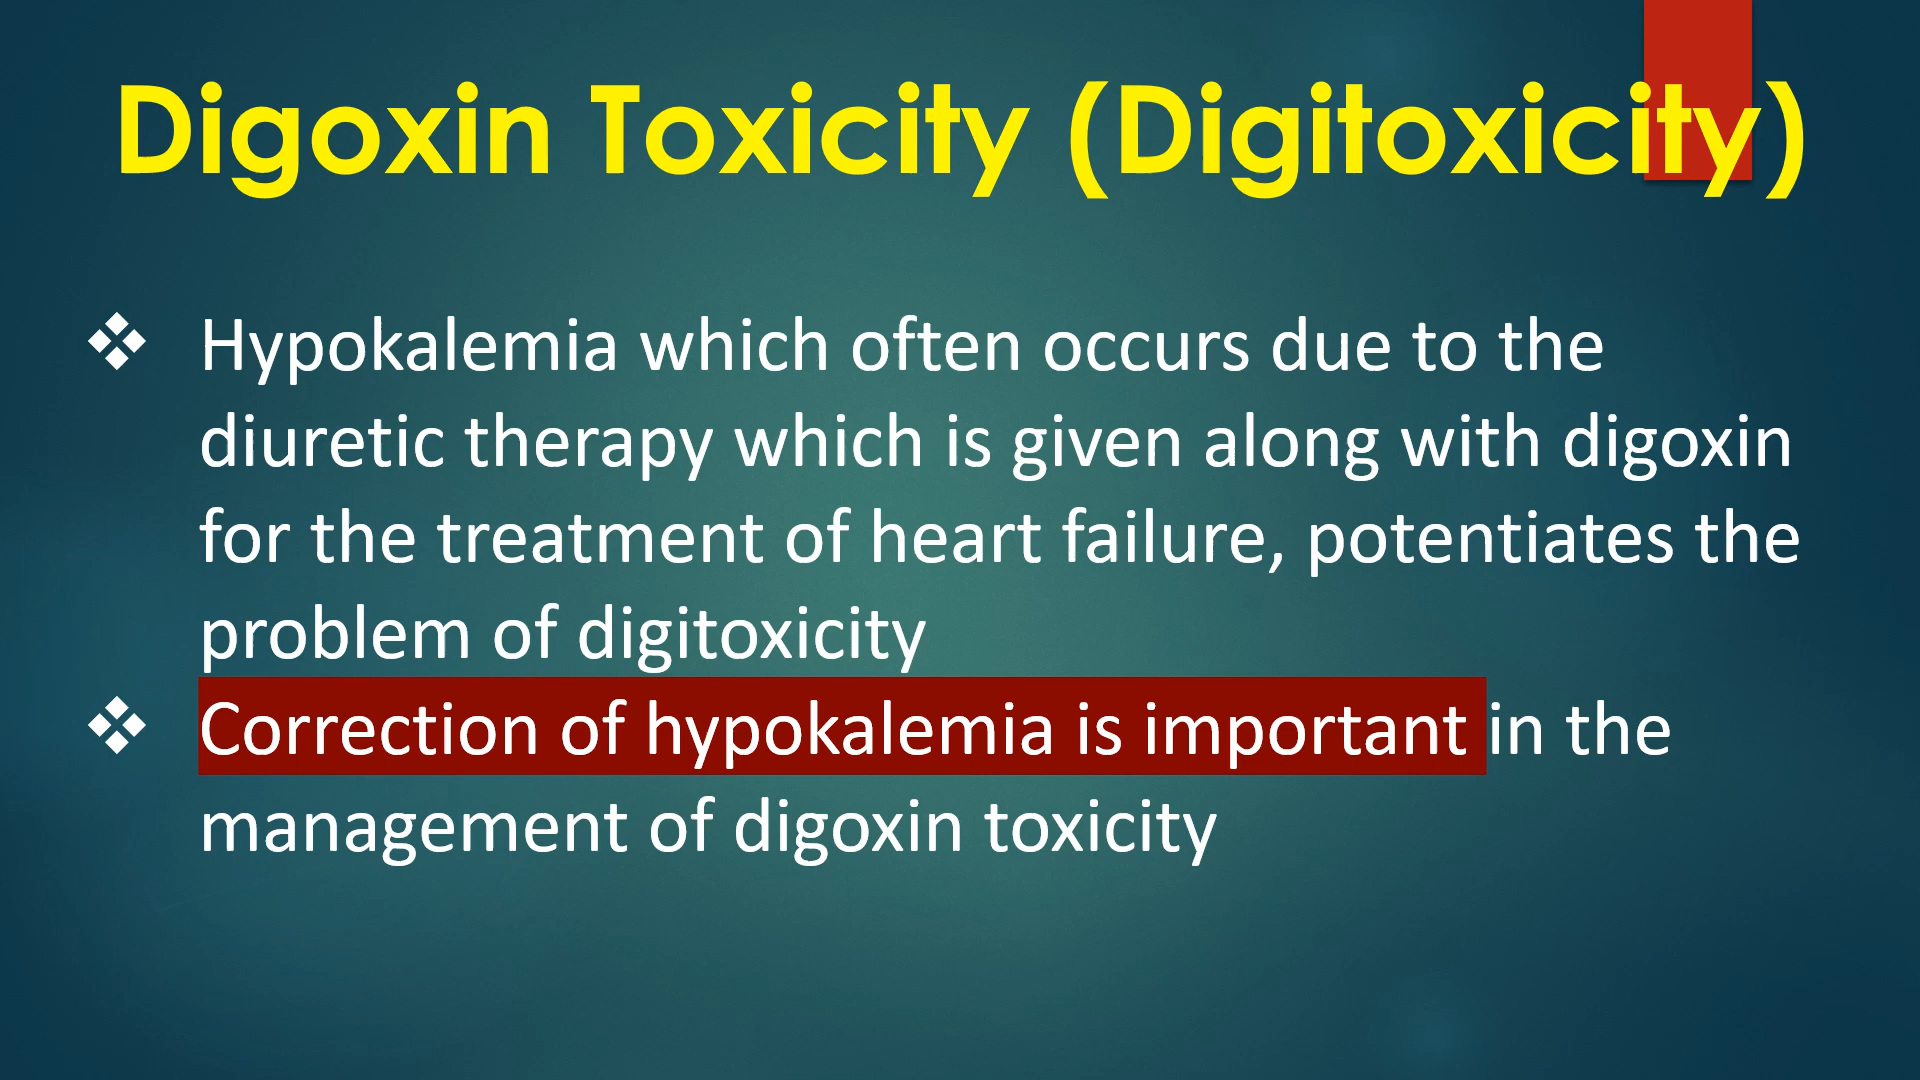 Digoxin Toxicity (Digitoxicity)
Hypokalemia which often occurs due to the
diuretic therapy which is given along with digoxin
for the treatment of heart failure, potentiates the
problem of digitoxicity
Correction of hypokalemia is important in the
management of digoxin toxicity